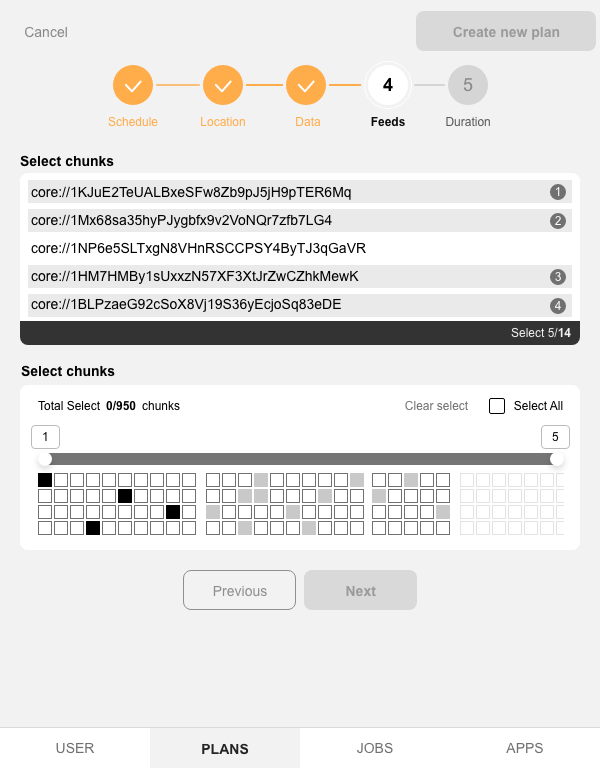 Cancel
Create new plan
4
5
Schedule
Location
Data
Feeds
Duration
Select chunks
core://1KJuE2TeUALBxeSFw8Zb9pJ5jH9pTER6Mq 1
core://1Mx68sa35hyPJygbfx9v2VoNQr7zfb7LG4 2
core://1NP6e5SLTxgN8VHnRSCCPSY4ByTJ3qGaVR
core://1HM7HMBy1sUxxzN57XF3XtJrZwCZhkMewK 3
core://1BLPzaeG92cSoX8Vj19S36yEcjoSq83eDE 4
Select 5/14
Select chunks
Total Select 0/950 chunks
Clear select
Select All
1
5
Previous
Next
USER
PLANS
JOBS
APPS